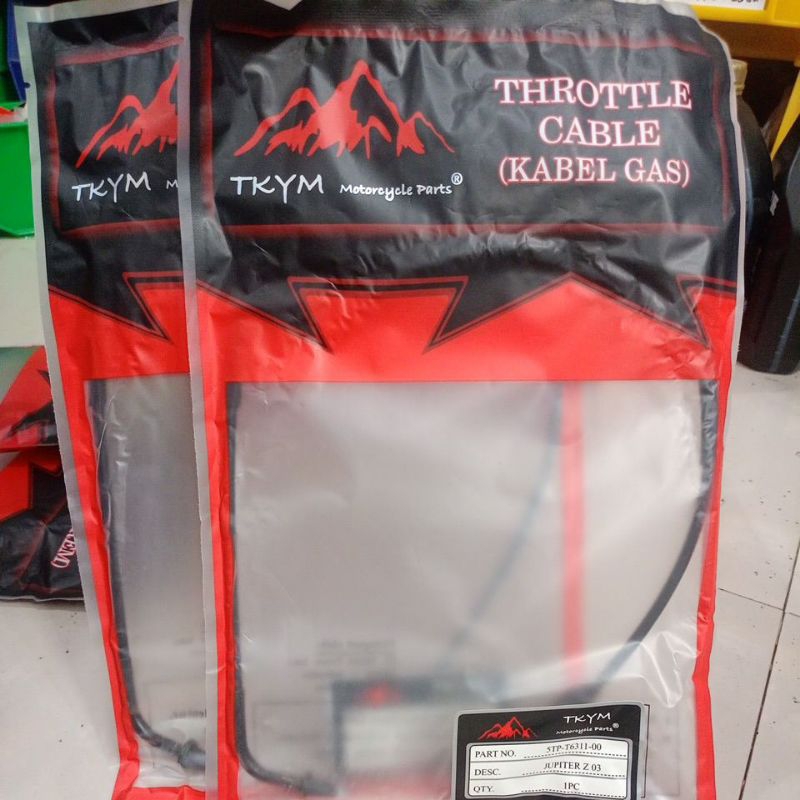 TKYM M
TKYM Motorcycle Parts®
THROTTLE
CABLE
(KABEL GAS)
TKYM
Motorcycle Parts®
PART NO. 5TP-T6311-00
DESC. JUPITER Z 03
QTY. 1PC